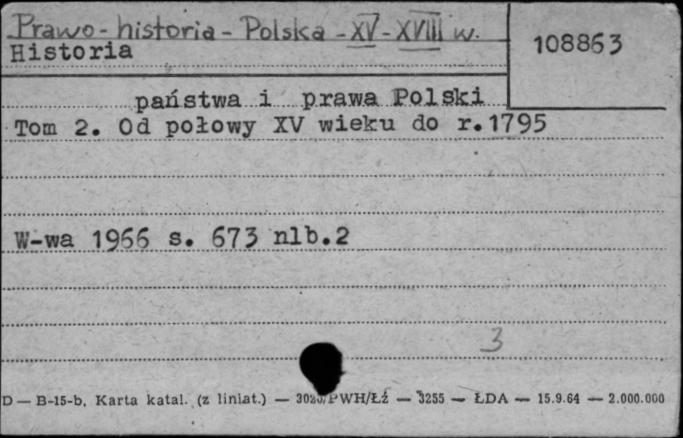 Prawo - historia - Polska - XV - XVIII w.
108863
Historia
państwa i prawa Polski
Tom 2. Od połowy XV wieku do r.1795
W-wa 1966 s. 673 nlb.2
3
D — B-15-b. Karta katal. (z liniat.) — PWH/Łź — 3255 — ŁDA — 15.9.64 — 2.000.000